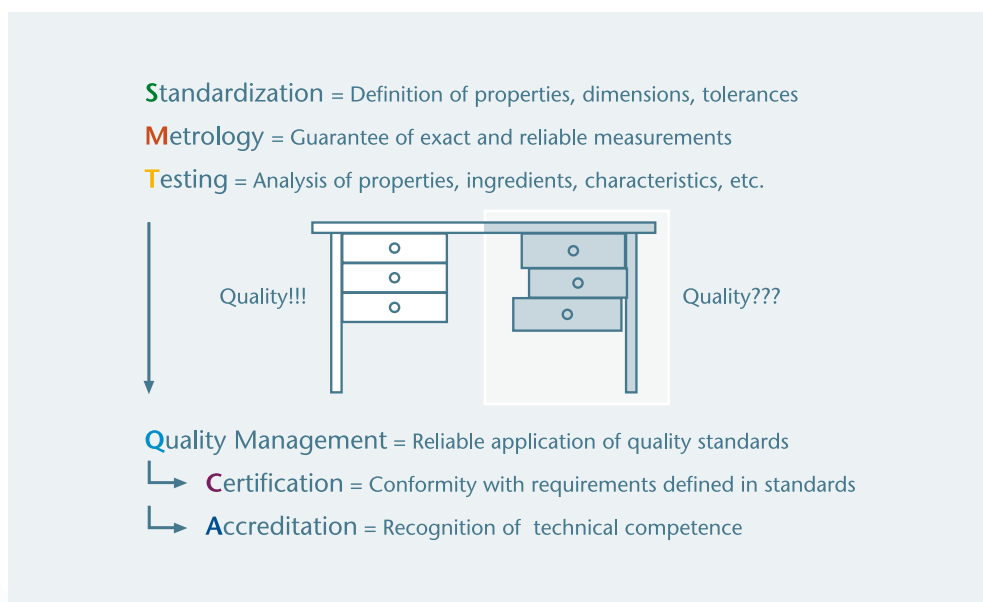 Standardization = Definition of properties, dimensions, tolerances
Metrology = Guarantee of exact and reliable measurements
Testing = Analysis of properties, ingredients, characteristics, etc.
Quality!!!
Quality???
Quality Management = Reliable application of quality standards
Certification = Conformity with requirements defined in standards
Accreditation = Recognition of technical competence